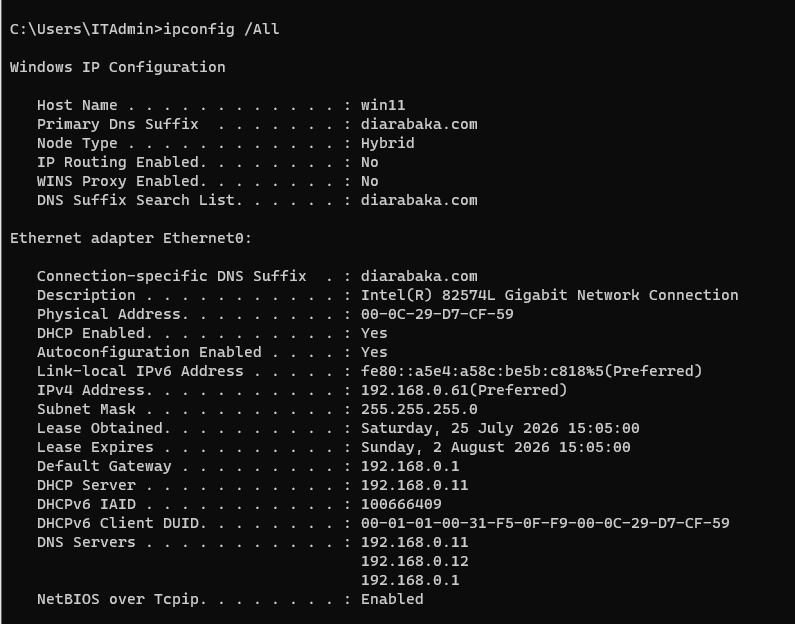 C:\Users\ITAdmin>ipconfig /All
Windows IP Configuration
Host Name . . . . . . . . . . . . : win11
Primary Dns Suffix  . . . . . . . : diarabaka.com
Node Type . . . . . . . . . . . . : Hybrid
IP Routing Enabled. . . . . . . . : No
WINS Proxy Enabled. . . . . . . . : No
DNS Suffix Search List. . . . . . : diarabaka.com
Ethernet adapter Ethernet0:
Connection-specific DNS Suffix  . : diarabaka.com
Description . . . . . . . . . . . : Intel(R) 82574L Gigabit Network Connection
Physical Address. . . . . . . . . : 00-0C-29-D7-CF-59
DHCP Enabled. . . . . . . . . . . : Yes
Autoconfiguration Enabled . . . . : Yes
Link-local IPv6 Address . . . . . : fe80::a5e4:a58c:be5b:c818%5(Preferred)
IPv4 Address. . . . . . . . . . . : 192.168.0.61(Preferred)
Subnet Mask . . . . . . . . . . . : 255.255.255.0
Lease Obtained. . . . . . . . . . : Saturday, 25 July 2026 15:05:00
Lease Expires . . . . . . . . . . : Sunday, 2 August 2026 15:05:00
Default Gateway . . . . . . . . . : 192.168.0.1
DHCP Server . . . . . . . . . . . : 192.168.0.11
DHCPv6 IAID . . . . . . . . . . . : 100666409
DHCPv6 Client DUID. . . . . . . . : 00-01-01-00-31-F5-0F-F9-00-0C-29-D7-CF-59
DNS Servers . . . . . . . . . . . : 192.168.0.11
192.168.0.12
192.168.0.1
NetBIOS over Tcpip. . . . . . . . : Enabled